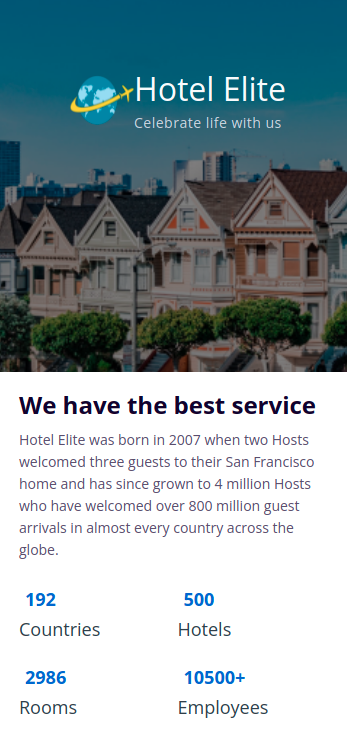 Hotel Elite
Celebrate life with us
We have the best service
Hotel Elite was born in 2007 when two Hosts
welcomed three guests to their San Francisco
home and has since grown to 4 million Hosts
who have welcomed over 800 million guest
arrivals in almost every country across the
globe.
192 500
Countries Hotels
2986 10500+
Rooms Employees